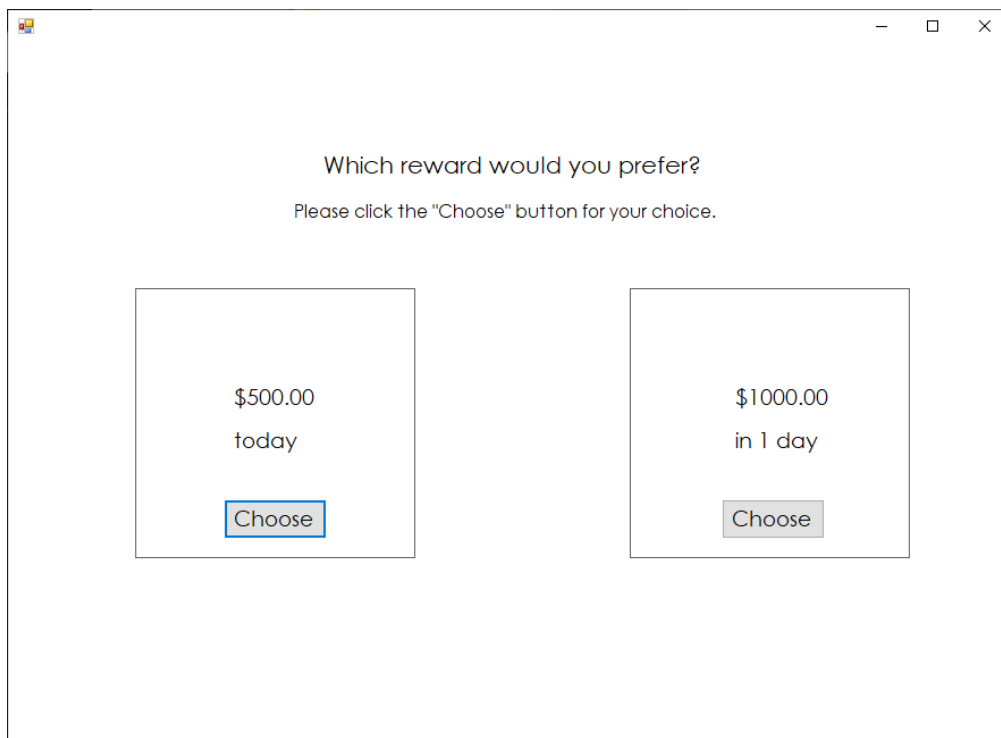 Which reward would you prefer?
Please click the "Choose" button for your choice.
$500.00
today
Choose
$1000.00
in 1 day
Choose